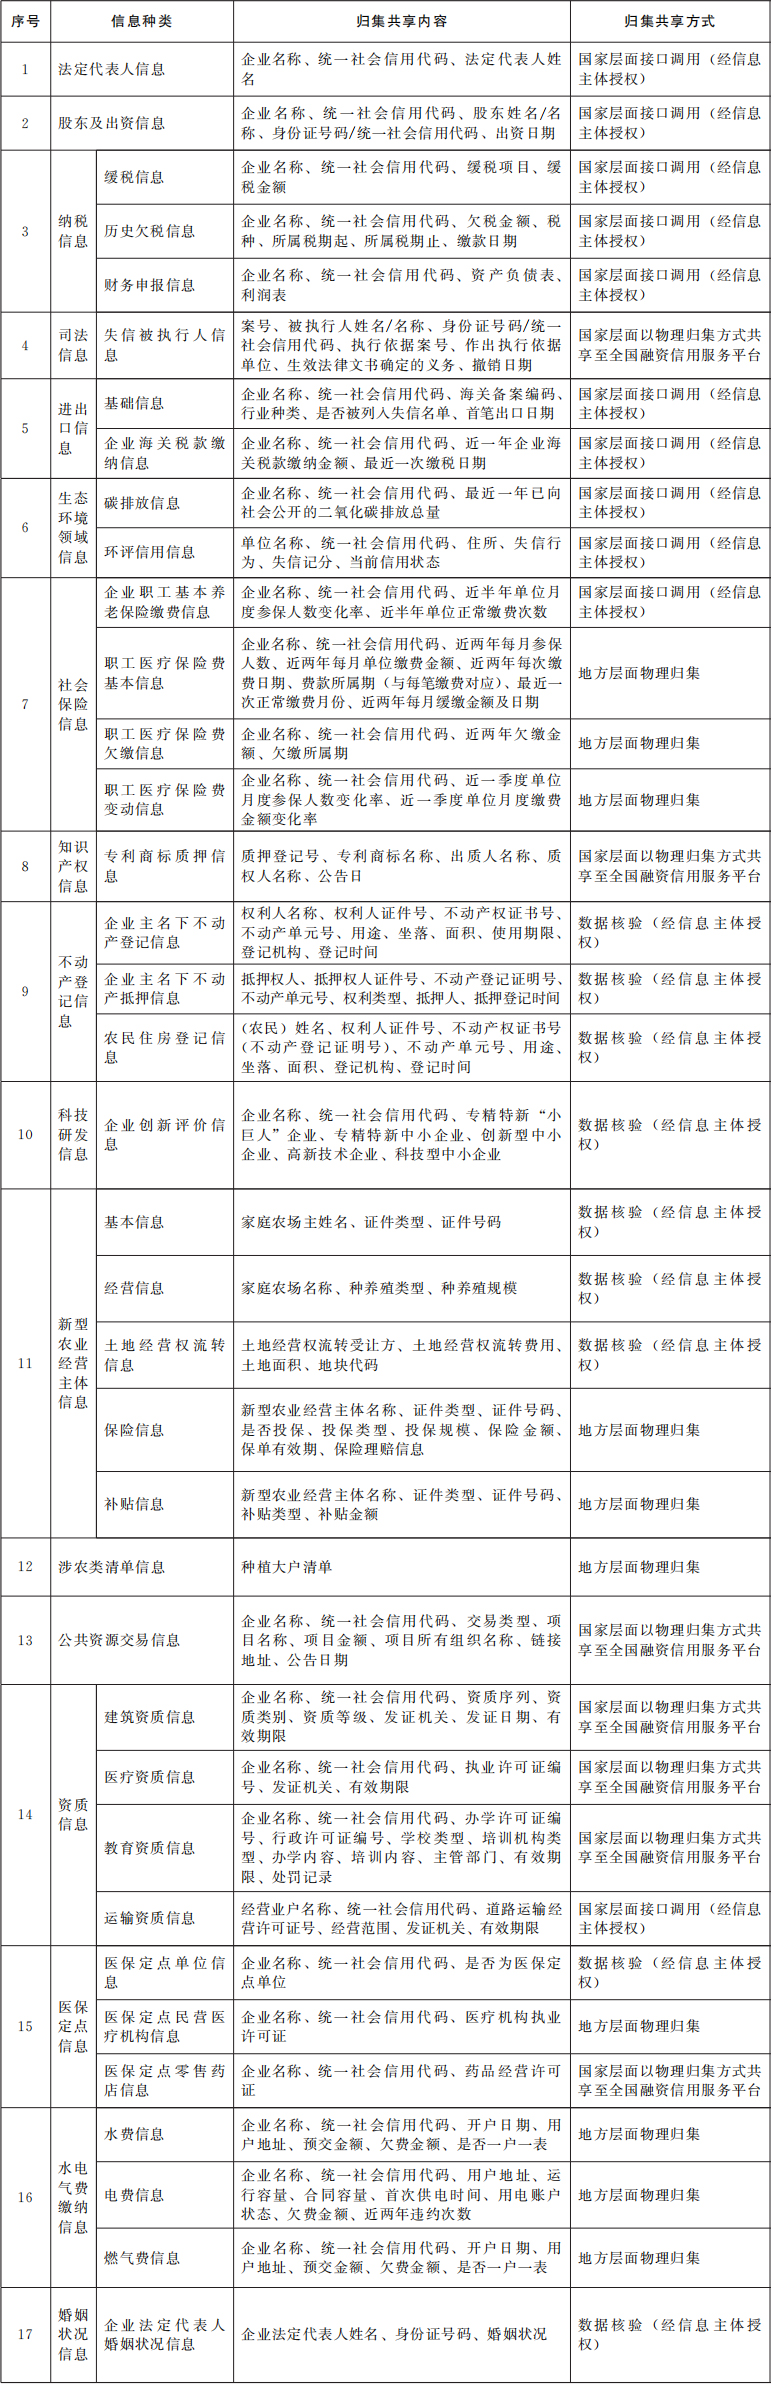 序号 信息种类 归集共享内容 归集共享方式
1 法定代表人信息 企业名称、统一社会信用代码、法定代表人姓
名 国家层面接口调用（经信息
主体授权）
2 股东及出资信息 企业名称、统一社会信用代码、股东姓名/名
称、身份证号码/统一社会信用代码、出资日期 国家层面接口调用（经信息
主体授权）
3 纳税
信息 缓税信息 企业名称、统一社会信用代码、缓税项目、缓
税金额 国家层面接口调用（经信息
主体授权）
历史欠税信息 企业名称、统一社会信用代码、欠税金额、税
种、所属税期起、所属税期止、缴款日期 国家层面接口调用（经信息
主体授权）
财务申报信息 企业名称、统一社会信用代码、资产负债表、
利润表 国家层面接口调用（经信息
主体授权）
4 司法
信息 失信被执行人信
息 案号、被执行人姓名/名称、身份证号码/统一
社会信用代码、执行依据案号、作出执行依据
单位、生效法律文书确定的义务、撤销日期 国家层面以物理归集方式共
享至全国融资信用服务平台
5 进出
口信
息 基础信息 企业名称、统一社会信用代码、海关备案编码、
行业种类、是否被列入失信名单、首笔出口日期 国家层面接口调用（经信息
主体授权）
企业海关税款缴
纳信息 企业名称、统一社会信用代码、近一年企业海
关税款缴纳金额、最近一次缴税日期 国家层面接口调用（经信息
主体授权）
6 生态
环境
领域
信息 碳排放信息 企业名称、统一社会信用代码、最近一年已向
社会公开的二氧化碳排放总量 国家层面接口调用（经信息
主体授权）
环评信用信息 单位名称、统一社会信用代码、住所、失信行
为、失信记分、当前信用状态 国家层面接口调用（经信息
主体授权）
7 社会
保险
信息 企业职工基本养
老保险缴费信息 企业名称、统一社会信用代码、近半年单位月
度参保人数变化率、近半年单位正常缴费次数 国家层面接口调用（经信息
主体授权）
职工医疗保险费
基本信息 企业名称、统一社会信用代码、近两年每月参保
人数、近两年每月单位缴费金额、近两年每次缴
费日期、费款所属期（与每笔缴费对应）、最近一
次正常缴费月份、近两年每月缓缴金额及日期 地方层面物理归集
职工医疗保险费
欠缴信息 企业名称、统一社会信用代码、近两年欠缴金
额、欠缴所属期 地方层面物理归集
职工医疗保险费
变动信息 企业名称、统一社会信用代码、近一季度单位
月度参保人数变化率、近一季度单位月度缴费
金额变化率 地方层面物理归集
8 知识
产权
信息 专利商标质押信
息 质押登记号、专利商标名称、出质人名称、质
权人名称、公告日 国家层面以物理归集方式共
享至全国融资信用服务平台
9 不动
产登
记信
息 企业主名下不动
产登记信息 权利人名称、权利人证件号、不动产权证书号、
不动产单元号、用途、坐落、面积、使用期限、
登记机构、登记时间 数据核验（经信息主体授
权）
企业主名下不动
产抵押信息 抵押权人、抵押权人证件号、不动产登记证明号、
不动产单元号、权利类型、抵押人、抵押登记时间 数据核验（经信息主体授
权）
农民住房登记信
息 （农民）姓名、权利人证件号、不动产权证书号
（不动产登记证明号）、不动产单元号、用途、
坐落、面积、登记机构、登记时间 数据核验（经信息主体授
权）
10 科技
研发
信息 企业创新评价信
息 企业名称、统一社会信用代码、专精特新“小
巨人”企业、专精特新中小企业、创新型中小
企业、高新技术企业、科技型中小企业 数据核验（经信息主体授
权）
11 新型
农业
经营
主体
信息 基本信息 家庭农场主姓名、证件类型、证件号码 数据核验（经信息主体授
权）
经营信息 家庭农场名称、种养殖类型、种养殖规模 数据核验（经信息主体授
权）
土地经营权流转
信息 土地经营权流转受让方、土地经营权流转费用、
土地面积、地块代码 数据核验（经信息主体授
权）
保险信息 新型农业经营主体名称、证件类型、证件号码、
是否投保、投保类型、投保规模、保险金额、
保单有效期、保险理赔信息 地方层面物理归集
补贴信息 新型农业经营主体名称、证件类型、证件号码、
补贴类型、补贴金额 地方层面物理归集
12 涉农类清单信息 种植大户清单 地方层面物理归集
13 公共资源交易信息 企业名称、统一社会信用代码、交易类型、项
目名称、项目金额、项目所有组织名称、链接
地址、公告日期 国家层面以物理归集方式共
享至全国融资信用服务平台
14 资质
信息 建筑资质信息 企业名称、统一社会信用代码、资质序列、资
质类别、资质等级、发证机关、发证日期、有
效期限 国家层面以物理归集方式共
享至全国融资信用服务平台
医疗资质信息 企业名称、统一社会信用代码、执业许可证编
号、发证机关、有效期限 国家层面以物理归集方式共
享至全国融资信用服务平台
教育资质信息 企业名称、统一社会信用代码、办学许可证编
号、行政许可证编号、学校类型、培训机构类
型、办学内容、培训内容、主管部门、有效期
限、处罚记录 国家层面以物理归集方式共
享至全国融资信用服务平台
运输资质信息 经营业户名称、统一社会信用代码、道路运输经
营许可证号、经营范围、发证机关、有效期限 国家层面接口调用（经信息
主体授权）
15 医保
定点
信息 医保定点单位信
息 企业名称、统一社会信用代码、是否为医保定
点单位 数据核验（经信息主体授
权）
医保定点民营医
疗机构信息 企业名称、统一社会信用代码、医疗机构执业
许可证 地方层面物理归集
医保定点零售药
店信息 企业名称、统一社会信用代码、药品经营许可
证 国家层面以物理归集方式共
享至全国融资信用服务平台
16 水电
气费
缴纳
信息 水费信息 企业名称、统一社会信用代码、开户日期、用
户地址、预交金额、欠费金额、是否一户一表 地方层面物理归集
电费信息 企业名称、统一社会信用代码、用户地址、运
行容量、合同容量、首次供电时间、用电账户
状态、欠费金额、近两年违约次数 地方层面物理归集
燃气费信息 企业名称、统一社会信用代码、开户日期、用
户地址、预交金额、欠费金额、是否一户一表 地方层面物理归集
17 婚姻
状况
信息 企业法定代表人
婚姻状况信息 企业法定代表人姓名、身份证号码、婚姻状况 数据核验（经信息主体授
权）